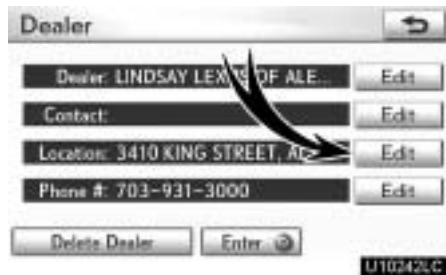 Dealer
Dealer: LINDSAY LEXUS OF ALE... Edit
Contact: Edit
Location: 3410 KING STREET, Edit
Phone #: 703-931-3000 Edit
Delete Dealer Enter
U10242LC